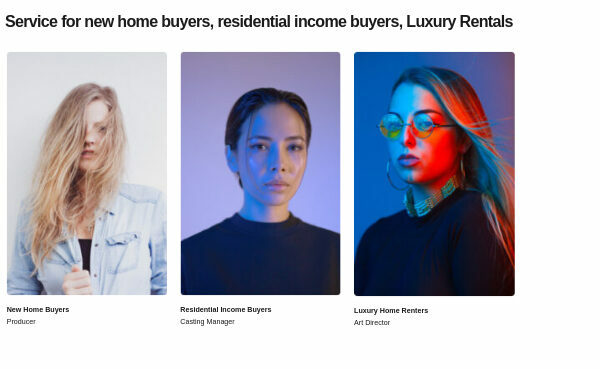 Service for new home buyers, residential income buyers, Luxury Rentals
New Home Buyers
Producer
Residential Income Buyers
Casting Manager
Luxury Home Renters
Art Director